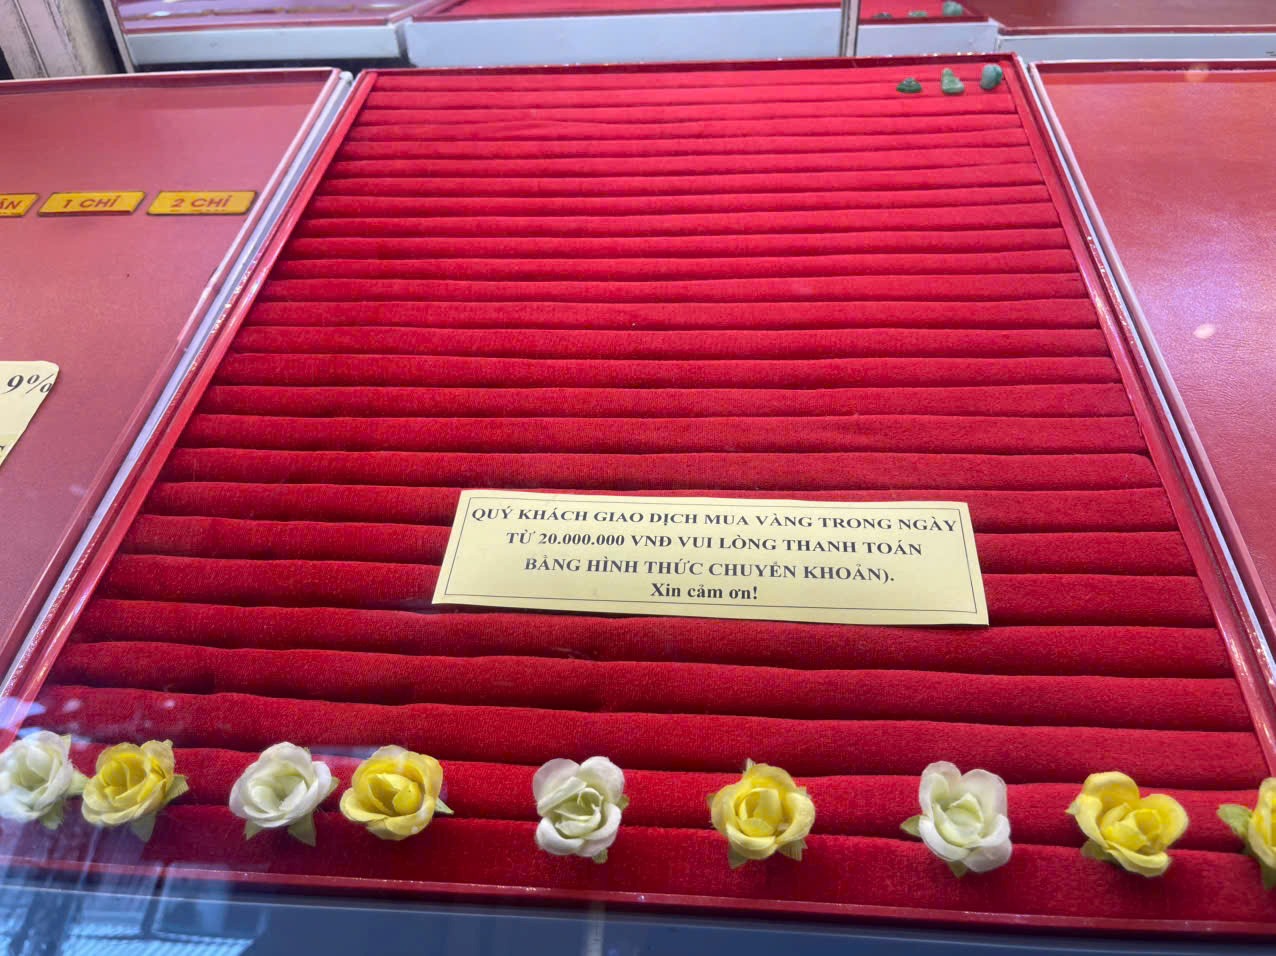 1 CHỈ
2 CHỈ
9%
QUÝ KHÁCH GIAO DỊCH MUA VÀNG TRONG NGÀY
TỪ 20.000.000 VNĐ VUI LÒNG THANH TOÁN
BẰNG HÌNH THỨC CHUYỂN KHOẢN).
Xin cảm ơn!